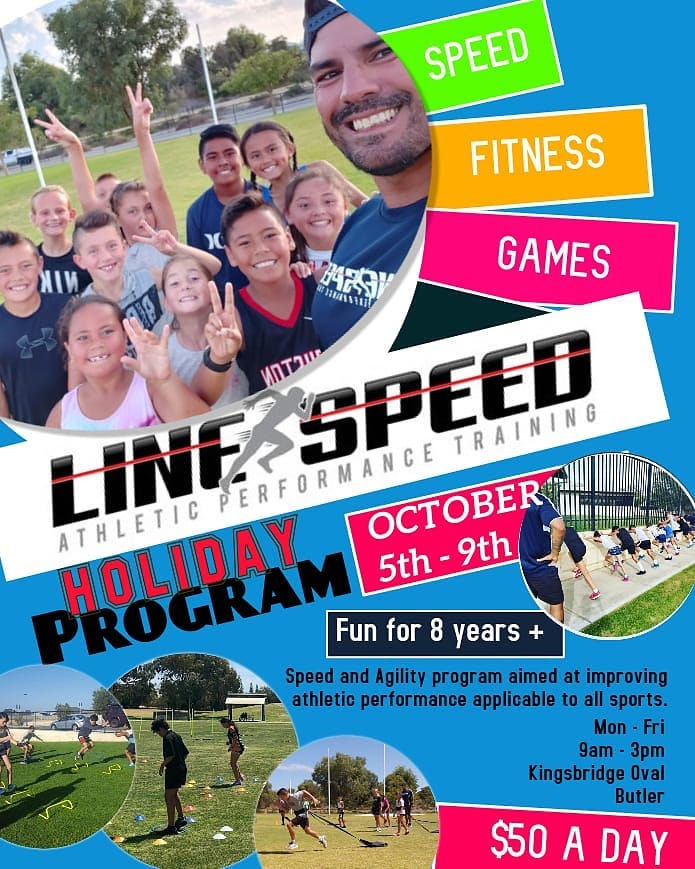 SPEED
FITNESS
GAMES
LINE SPEED
ATHLETIC PERFORMANCE TRAINING
HOLIDAY
PROGRAM
OCTOBER
5th - 9th
Fun for 8 years +
Speed and Agility program aimed at improving
athletic performance applicable to all sports.
Mon - Fri
9am - 3pm
Kingsbridge Oval
Butler
$50 A DAY